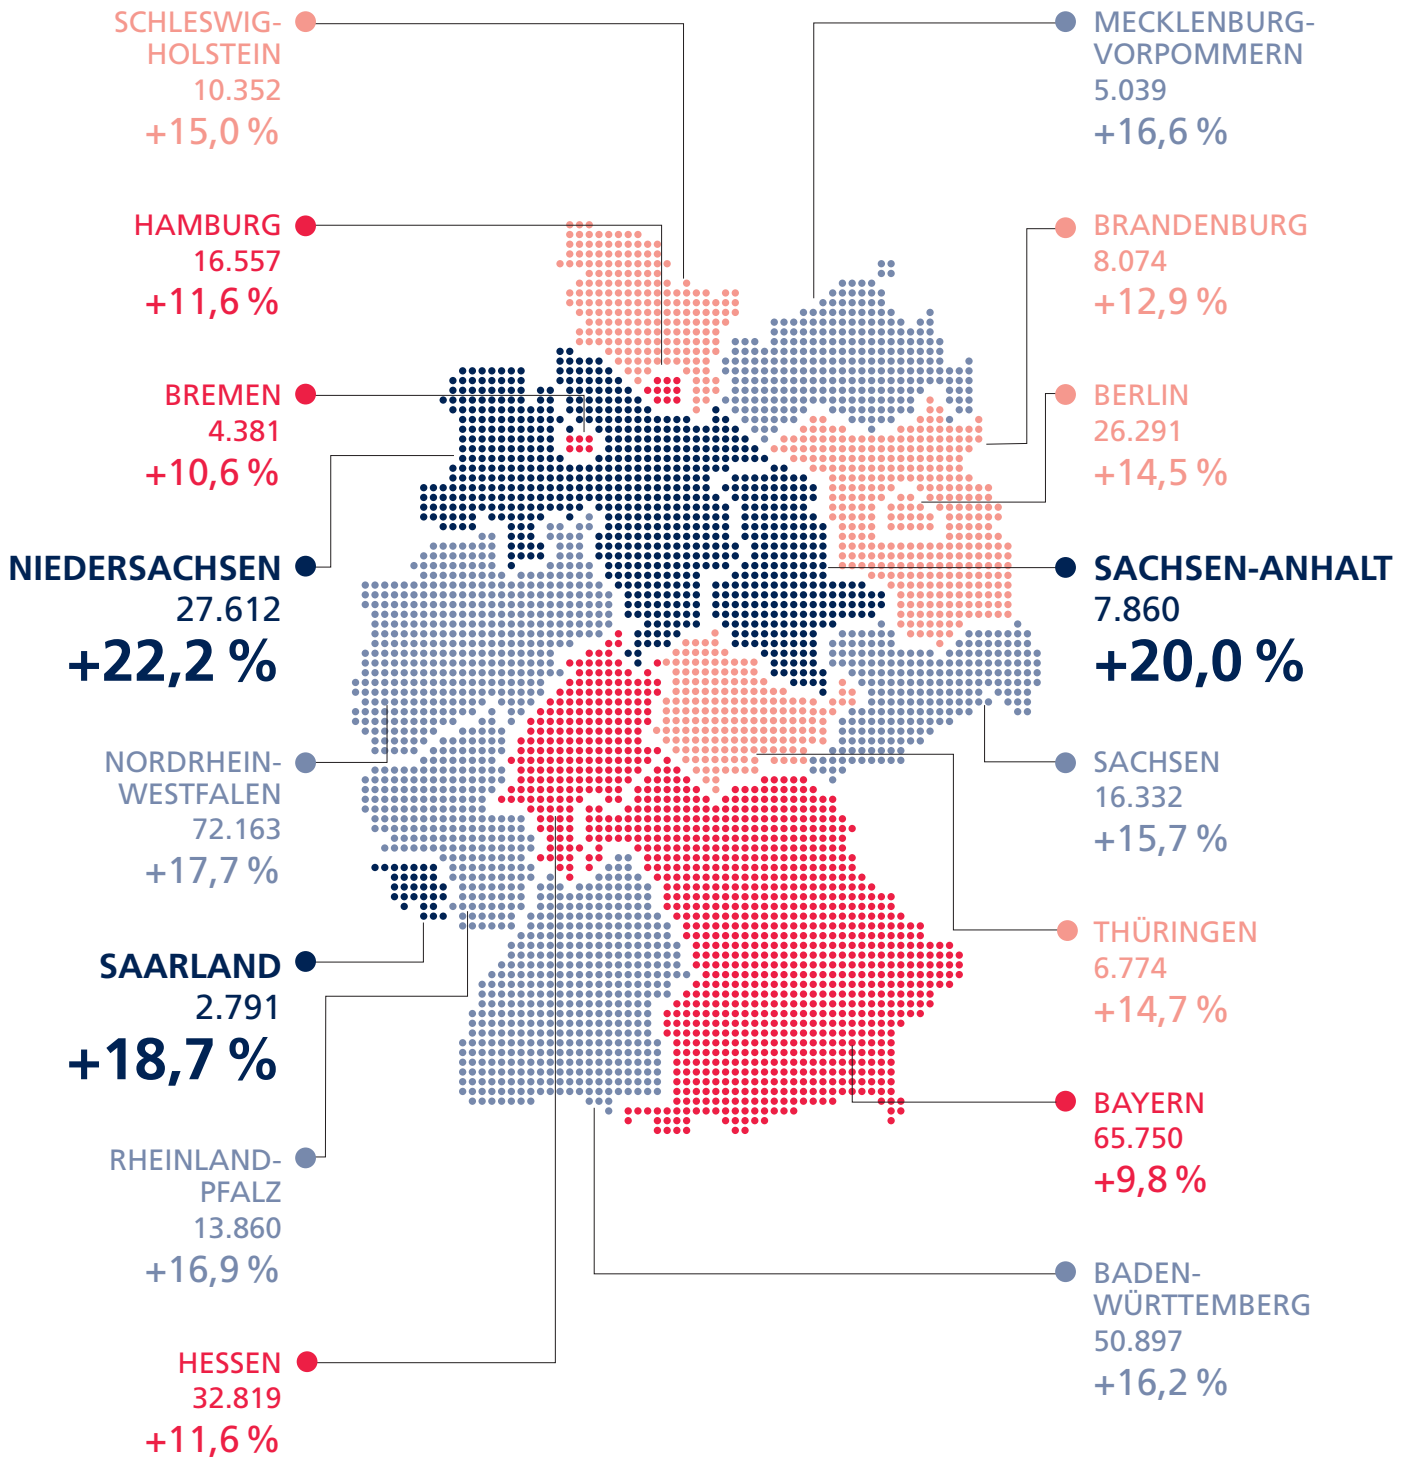 SCHLESWIG-
HOLSTEIN
10.352
+15,0 %
HAMBURG
16.557
+11,6 %
BREMEN
4.381
+10,6 %
NIEDERSACHSEN
27.612
+22,2 %
NORDRHEIN-
WESTFALEN
72.163
+17,7 %
SAARLAND
2.791
+18,7 %
RHEINLAND-
PFALZ
13.860
+16,9 %
HESSEN
32.819
+11,6 %
MECKLENBURG-
VORPOMMERN
5.039
+16,6 %
BRANDENBURG
8.074
+12,9 %
BERLIN
26.291
+14,5 %
SACHSEN-ANHALT
7.860
+20,0 %
SACHSEN
16.332
+15,7 %
THÜRINGEN
6.774
+14,7 %
BAYERN
65.750
+9,8 %
BADEN-
WÜRTTEMBERG
50.897
+16,2 %